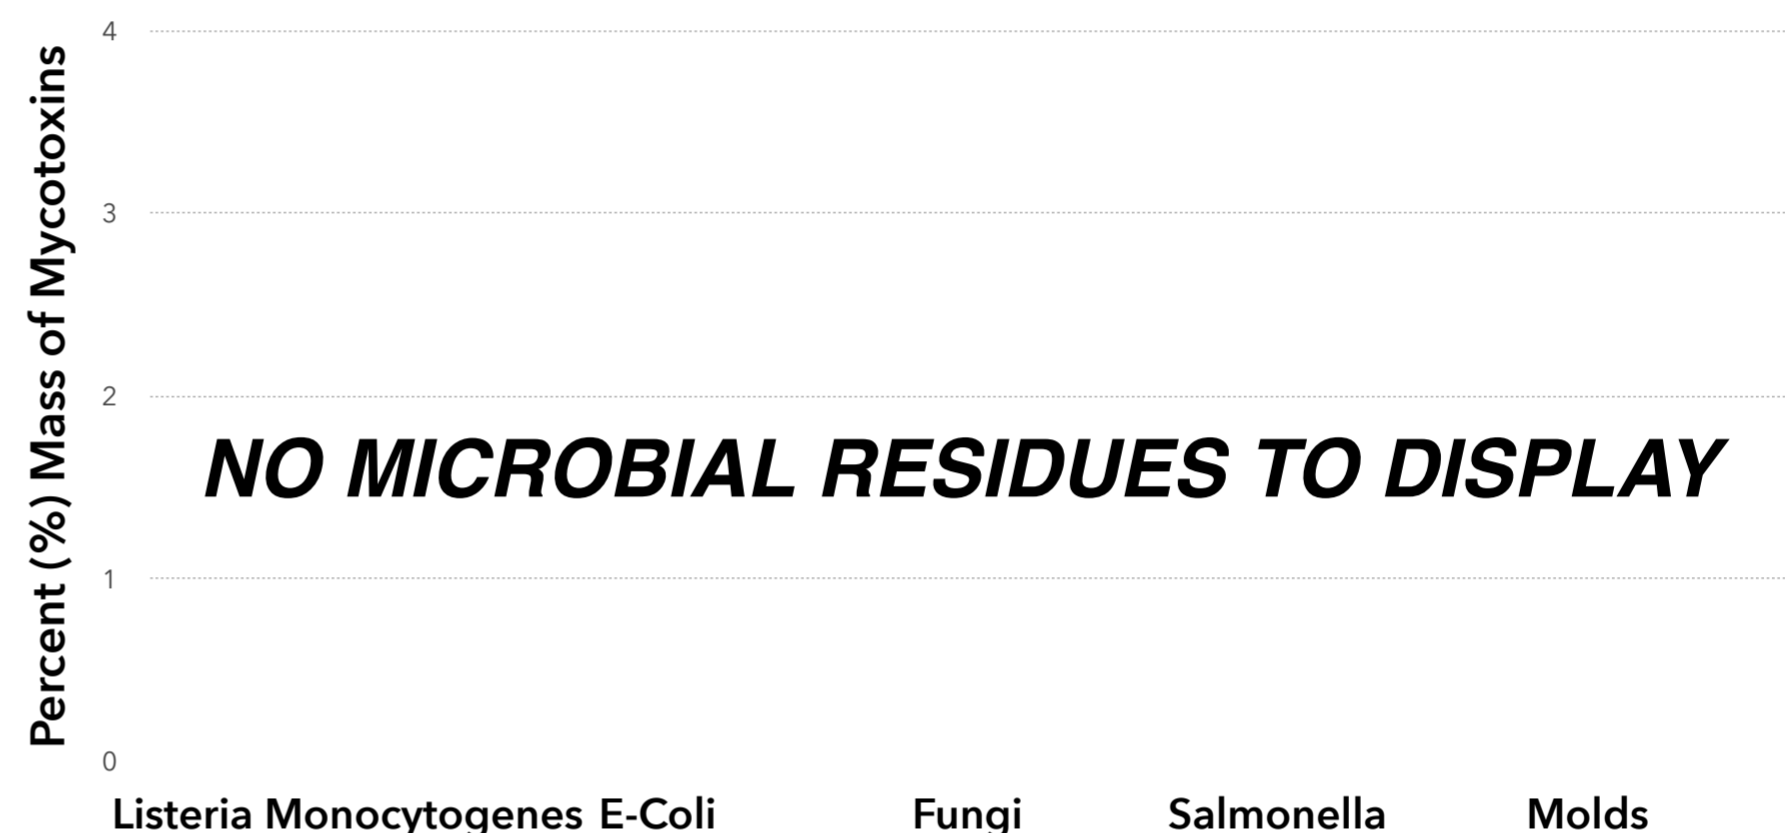 Percent (%) Mass of Mycotoxins
4
3
2
NO MICROBIAL RESIDUES TO DISPLAY
1
0
Listeria Monocytogenes E-Coli Fungi Salmonella Molds